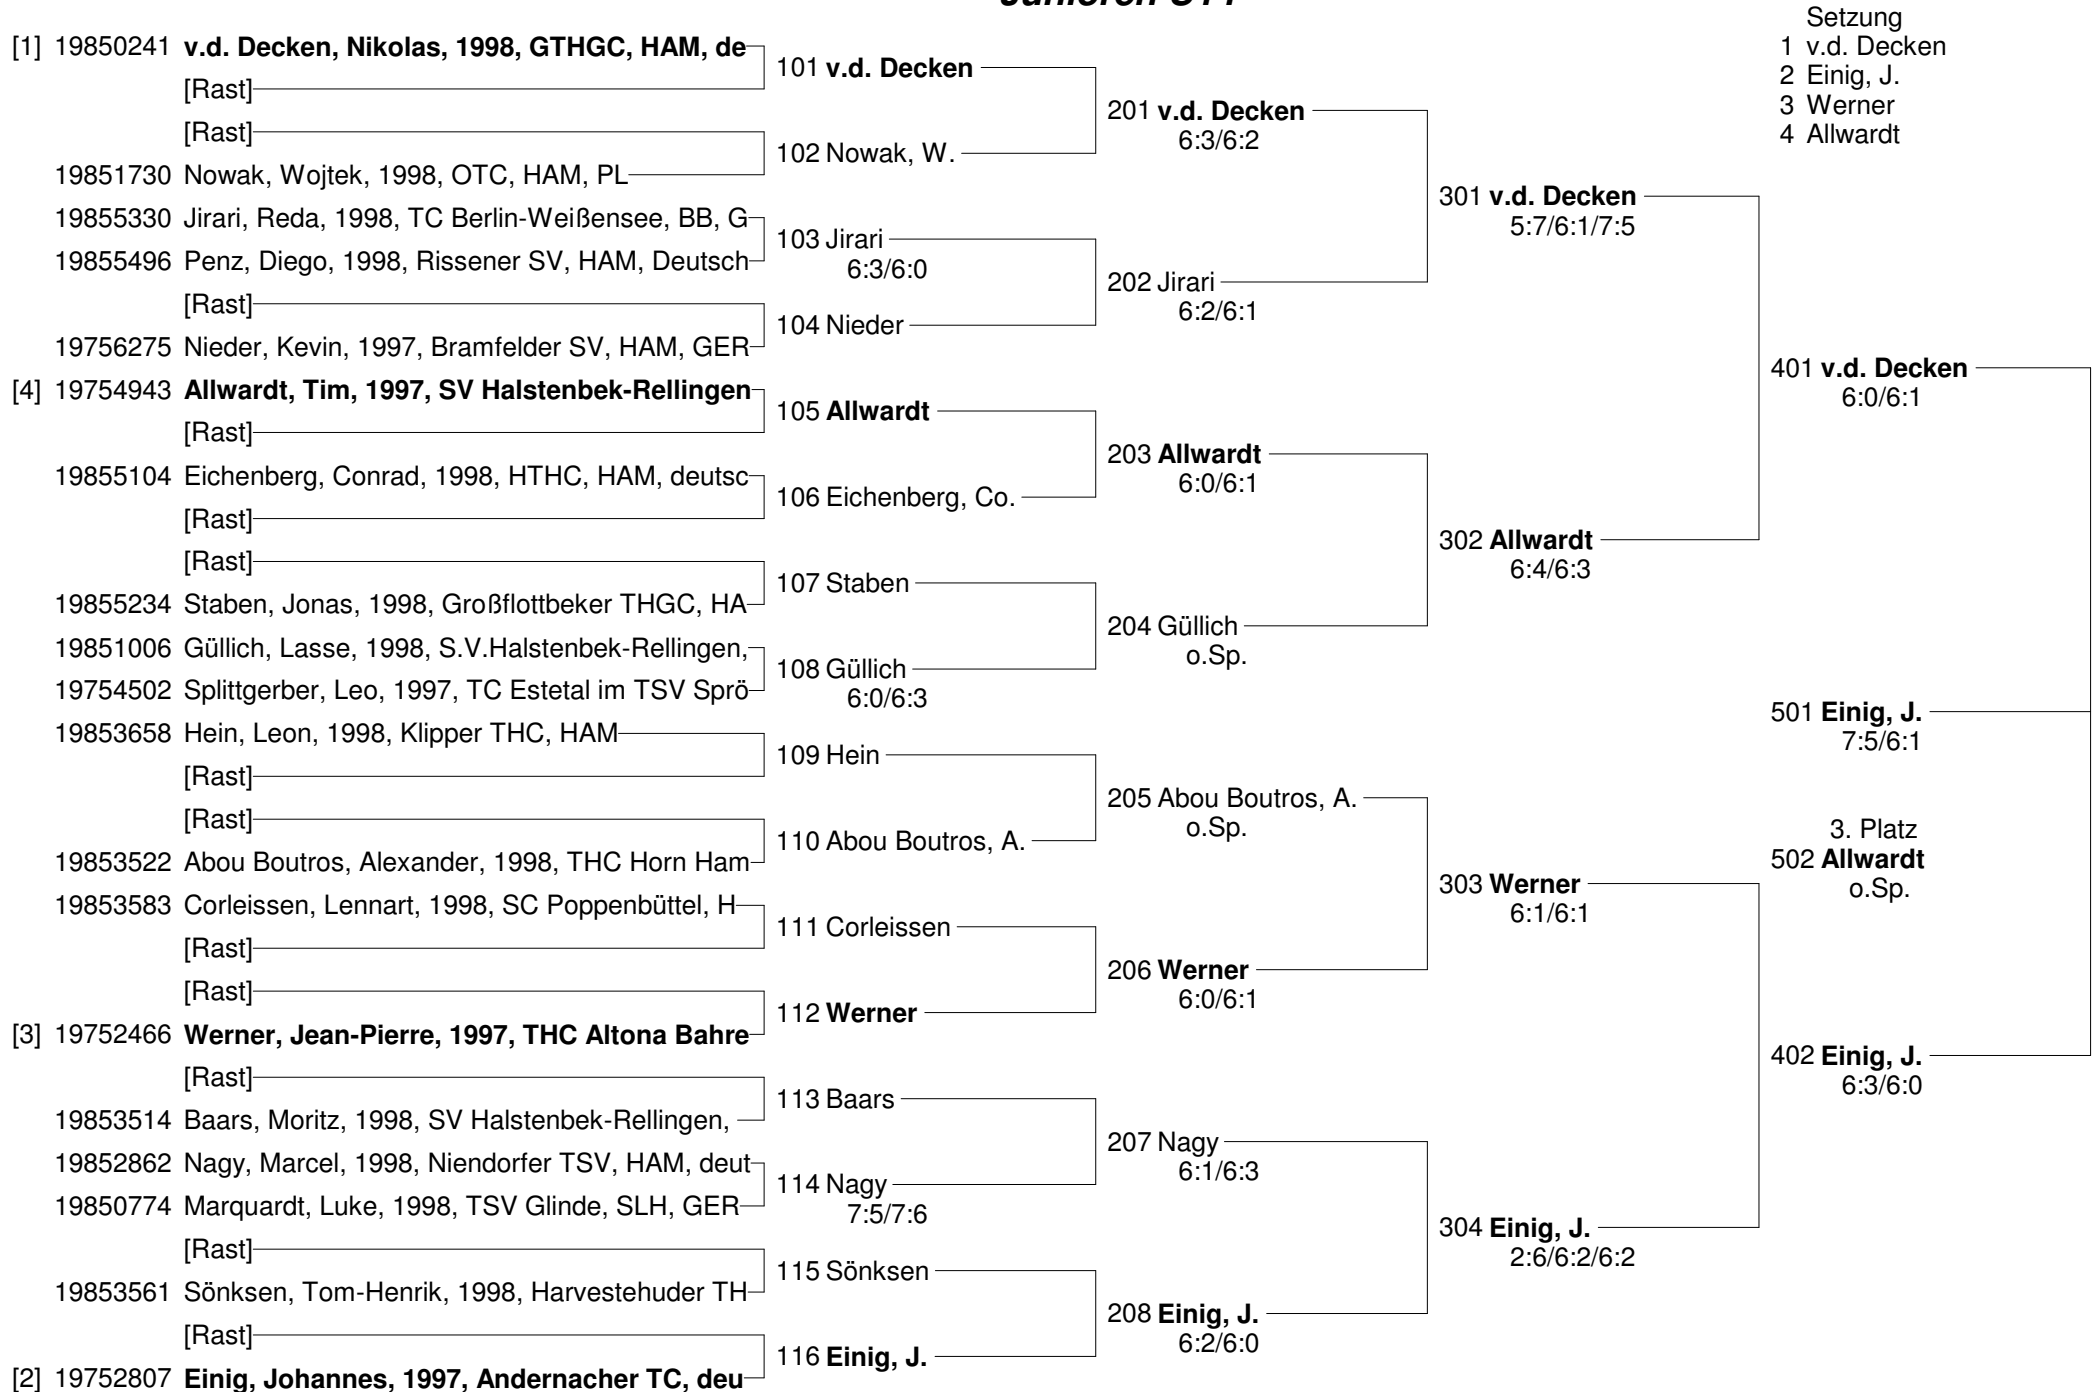 Setzung
1 v.d. Decken
2 Einig, J.
3 Werner
4 Allwardt
[1] 19850241 v.d. Decken, Nikolas, 1998, GTHGC, HAM, de
[Rast]
[Rast]
19851730 Nowak, Wojtek, 1998, OTC, HAM, PL
19855330 Jirari, Reda, 1998, TC Berlin-Weißensee, BB, G
19855496 Penz, Diego, 1998, Rissener SV, HAM, Deutsch
[Rast]
19756275 Nieder, Kevin, 1997, Bramfelder SV, HAM, GER
[4] 19754943 Allwardt, Tim, 1997, SV Halstenbek-Rellingen
[Rast]
19855104 Eichenberg, Conrad, 1998, HTHC, HAM, deutsc
[Rast]
[Rast]
19855234 Staben, Jonas, 1998, Großflottbeker THGC, HA
19851006 Güllich, Lasse, 1998, S.V.Halstenbek-Rellingen,
19754502 Splittgerber, Leo, 1997, TC Estetal im TSV Sprö
19853658 Hein, Leon, 1998, Klipper THC, HAM
[Rast]
[Rast]
19853522 Abou Boutros, Alexander, 1998, THC Horn Ham
19853583 Corleissen, Lennart, 1998, SC Poppenbüttel, H
[Rast]
[Rast]
[3] 19752466 Werner, Jean-Pierre, 1997, THC Altona Bahre
[Rast]
19853514 Baars, Moritz, 1998, SV Halstenbek-Rellingen,
19852862 Nagy, Marcel, 1998, Niendorfer TSV, HAM, deut
19850774 Marquardt, Luke, 1998, TSV Glinde, SLH, GER
[Rast]
19853561 Sönksen, Tom-Henrik, 1998, Harvestehuder TH
[Rast]
[2] 19752807 Einig, Johannes, 1997, Andernacher TC, deu
101 v.d. Decken
102 Nowak, W.
103 Jirari
6:3/6:0
104 Nieder
105 Allwardt
106 Eichenberg, Co.
107 Staben
108 Güllich
6:0/6:3
109 Hein
110 Abou Boutros, A.
111 Corleissen
112 Werner
113 Baars
114 Nagy
7:5/7:6
115 Sönksen
116 Einig, J.
201 v.d. Decken
6:3/6:2
202 Jirari
6:2/6:1
203 Allwardt
6:0/6:1
204 Güllich
o.Sp.
205 Abou Boutros, A.
o.Sp.
206 Werner
6:0/6:1
207 Nagy
6:1/6:3
208 Einig, J.
6:2/6:0
301 v.d. Decken
5:7/6:1/7:5
302 Allwardt
6:4/6:3
303 Werner
6:1/6:1
304 Einig, J.
2:6/6:2/6:2
401 v.d. Decken
6:0/6:1
501 Einig, J.
7:5/6:1
3. Platz
502 Allwardt
o.Sp.
402 Einig, J.
6:3/6:0